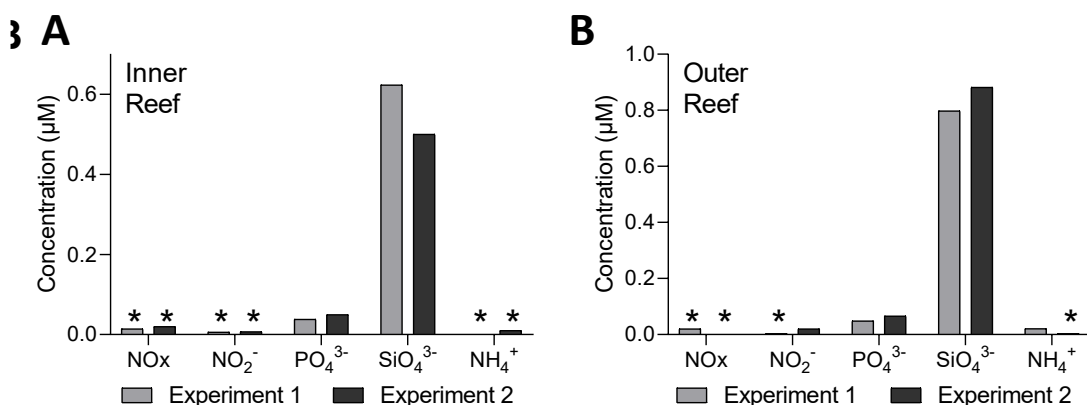 A
Inner
Reef
Concentration (µM)
0.6
0.4
0.2
0.0
* * * * * *
NOx NO₂⁻ PO₄³⁻ SiO₄³⁻ NH₄⁺
Experiment 1 Experiment 2
B
Outer
Reef
Concentration (µM)
1.0
0.8
0.6
0.4
0.2
0.0
* * * *
NOx NO₂⁻ PO₄³⁻ SiO₄³⁻ NH₄⁺
Experiment 1 Experiment 2